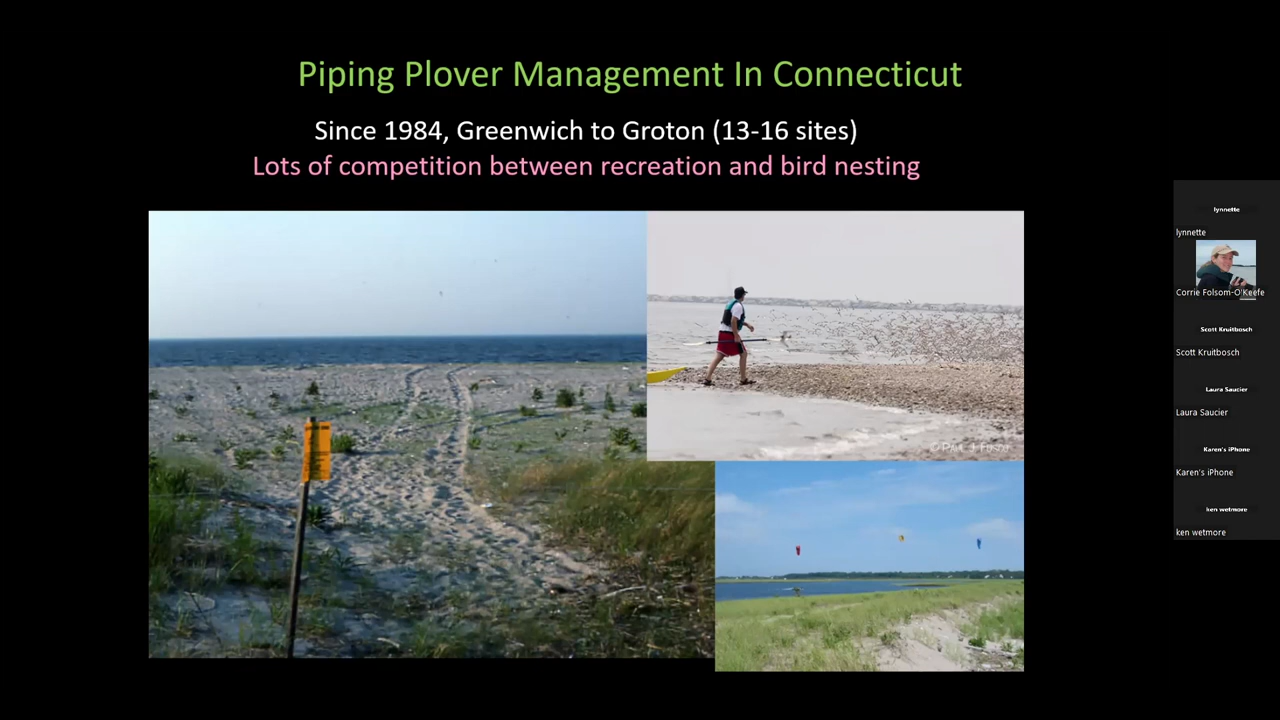 Piping Plover Management In Connecticut
Since 1984, Greenwich to Groton (13-16 sites)
Lots of competition between recreation and bird nesting
lynnette
lynnette
Corrie Folsom-O'Keefe
Scott Kruitbosch
Scott Kruitbosch
Laura Saucier
Laura Saucier
Karen's iPhone
Karen's iPhone
ken wetmore
ken wetmore
© PAUL J. FUSCO